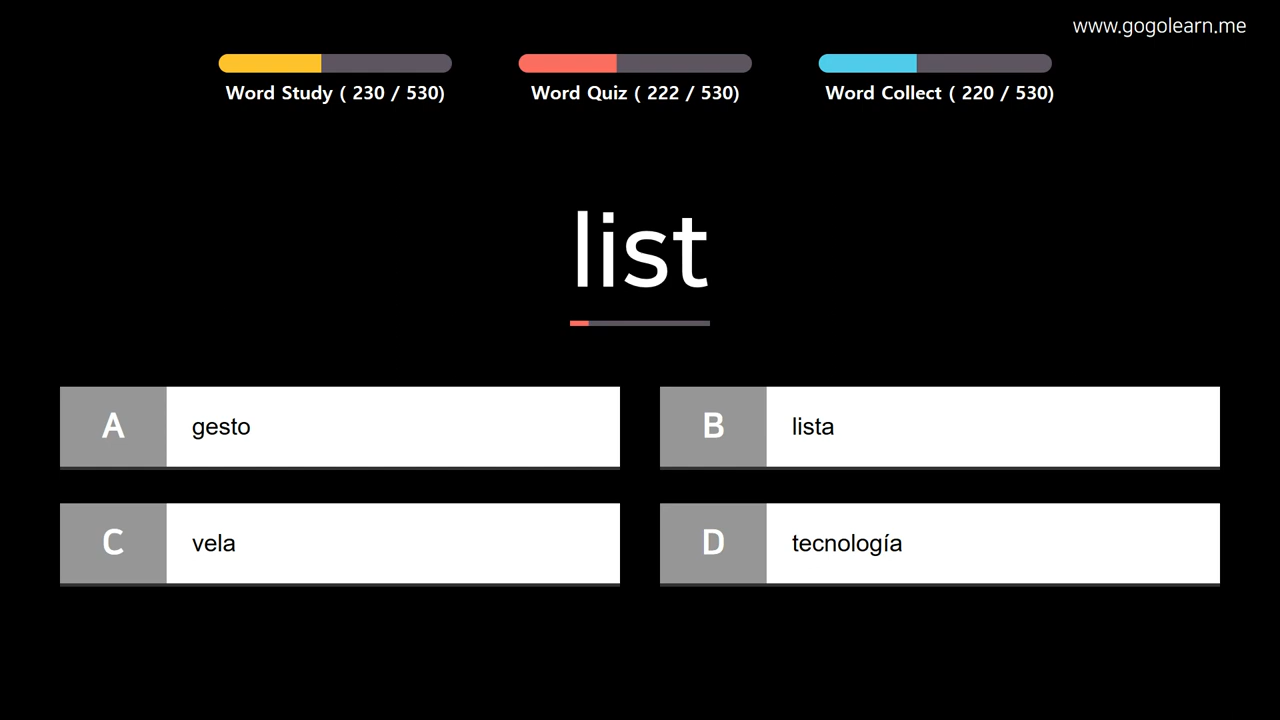 www.gogolearn.me
Word Study ( 230 / 530)
Word Quiz ( 222 / 530)
Word Collect ( 220 / 530)
list
A gesto
B lista
C vela
D tecnología